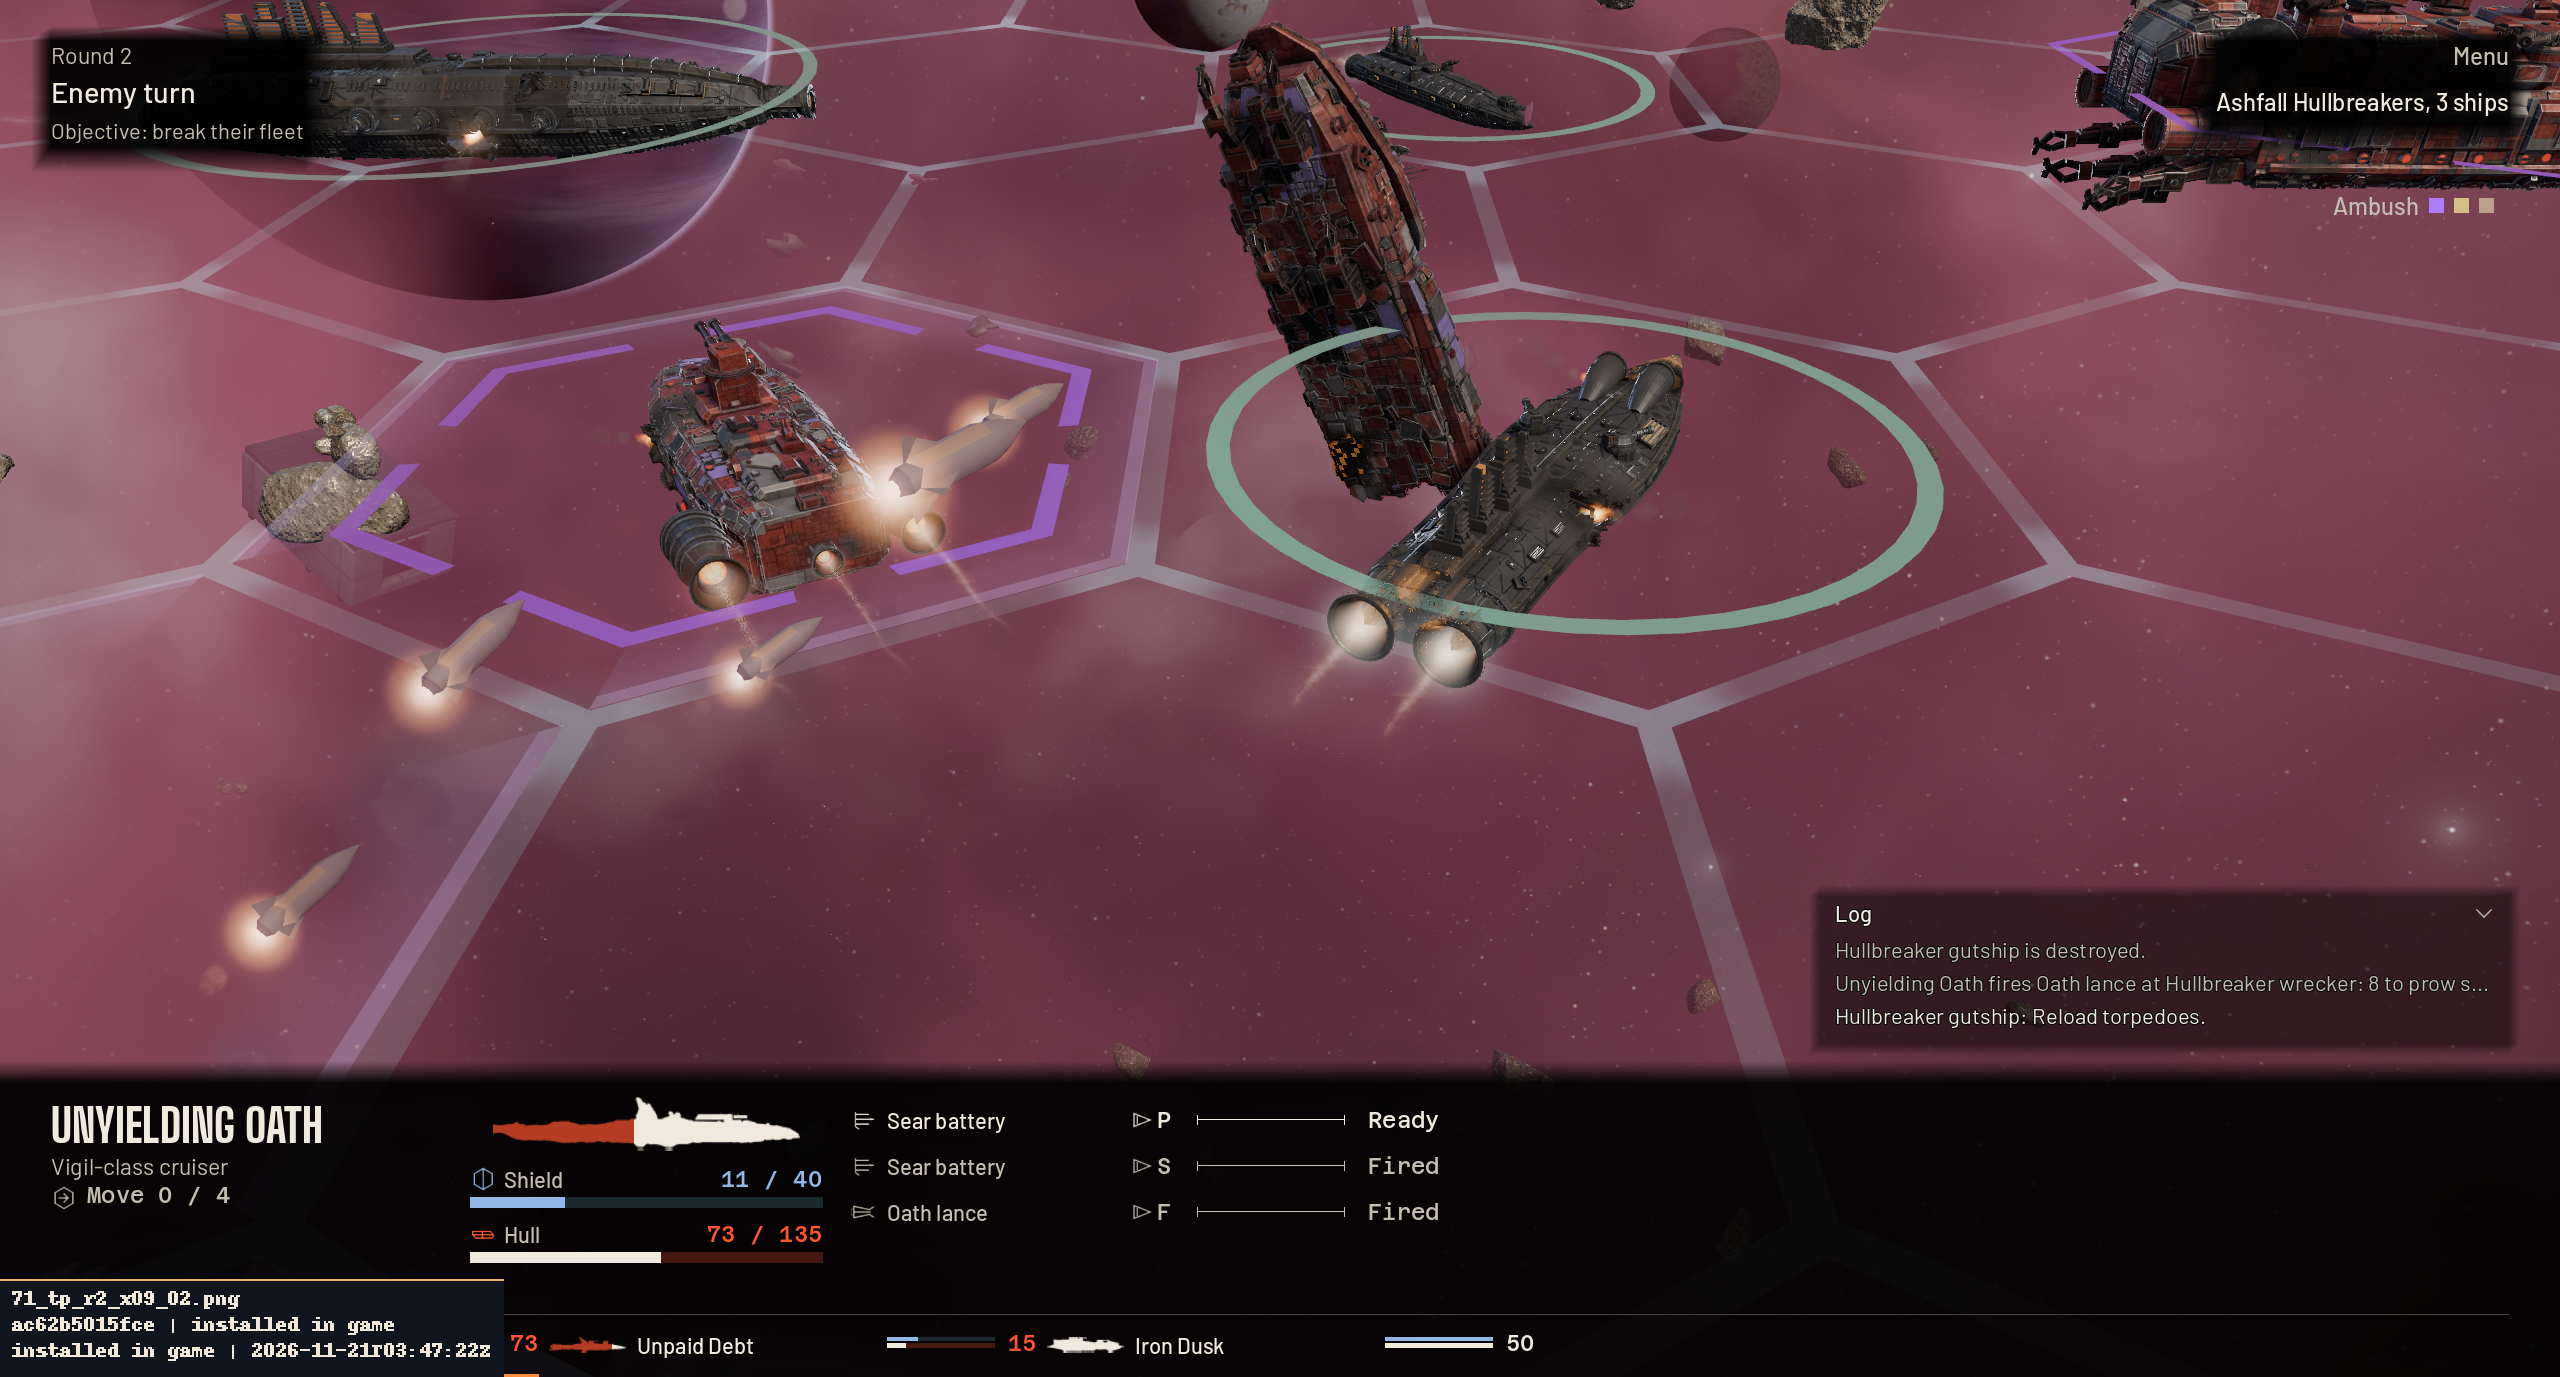 Round 2
Enemy turn
Objective: break their fleet
Menu
Ashfall Hullbreakers, 3 ships
Ambush
Log
Hullbreaker gutship is destroyed.
Unyielding Oath fires Oath lance at Hullbreaker wrecker: 8 to prow s...
Hullbreaker gutship: Reload torpedoes.
UNYIELDING OATH
Vigil-class cruiser
Move 0 / 4
Shield 11 / 40
Hull 73 / 135
Sear battery P Ready
Sear battery S Fired
Oath lance F Fired
71_tp_r2_x09_02.png
ac62b5015fce | installed in game
installed in game | 2026-11-21T03:47:22Z
73 Unpaid Debt 15 Iron Dusk 50